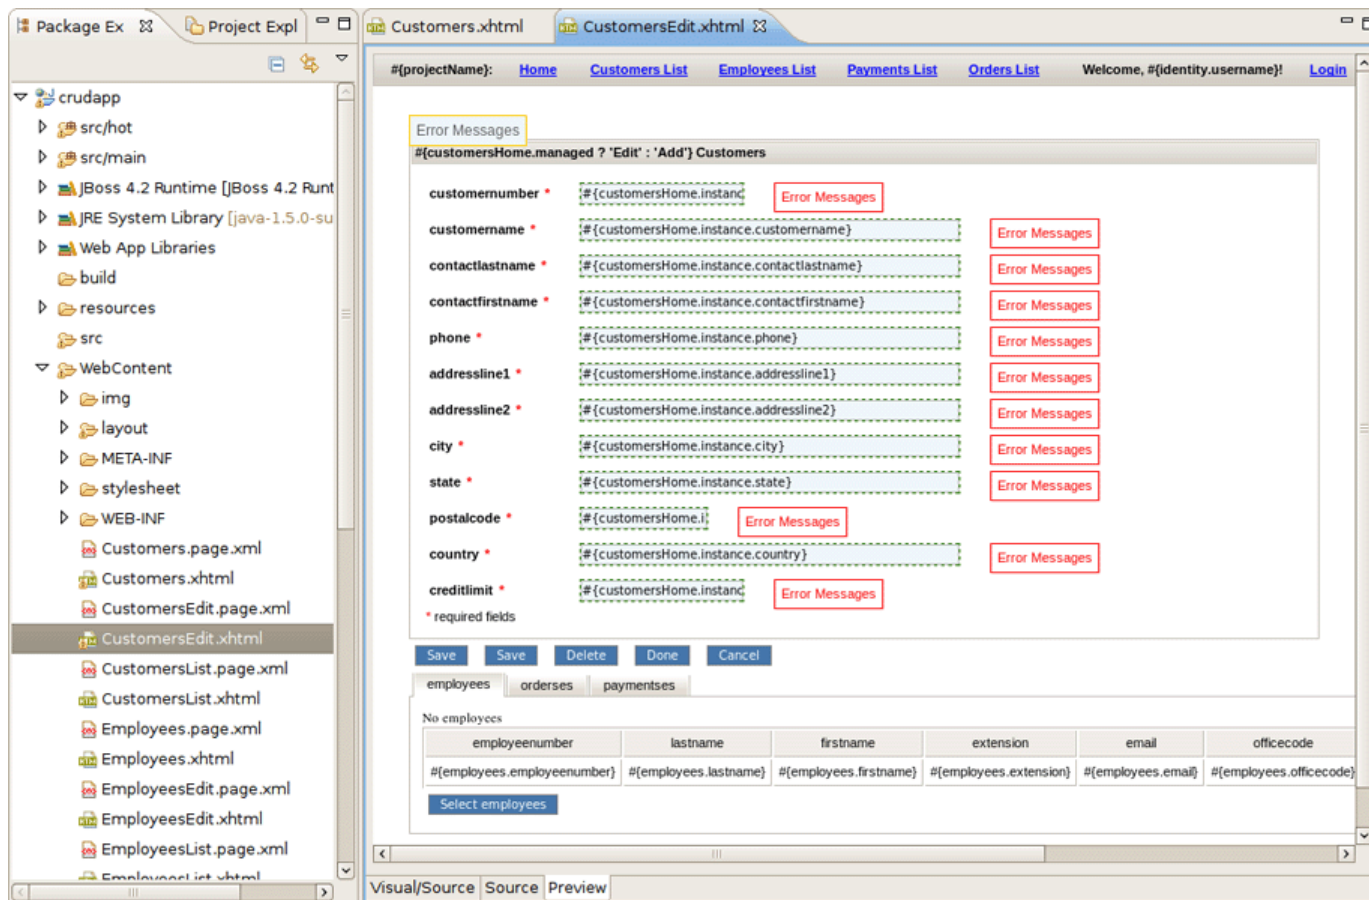 Package Ex
Project Expl
crudapp
src/hot
src/main
JBoss 4.2 Runtime [JBoss 4.2 Runt
JRE System Library [java-1.5.0-su
Web App Libraries
build
resources
src
WebContent
img
layout
META-INF
stylesheet
WEB-INF
Customers.page.xml
Customers.xhtml
CustomersEdit.page.xml
CustomersEdit.xhtml
CustomersList.page.xml
CustomersList.xhtml
Employees.page.xml
Employees.xhtml
EmployeesEdit.page.xml
EmployeesEdit.xhtml
EmployeesList.page.xml
EmployeesList.xhtml
Customers.xhtml
CustomersEdit.xhtml
#{projectName}: Home Customers List Employees List Payments List Orders List Welcome, #{identity.username}! Login
Error Messages
#{customersHome.managed ? 'Edit' : 'Add'} Customers
customernumber * #{customersHome.instanc Error Messages
customername * #{customersHome.instance.customername} Error Messages
contactlastname * #{customersHome.instance.contactlastname} Error Messages
contactfirstname * #{customersHome.instance.contactfirstname} Error Messages
phone * #{customersHome.instance.phone} Error Messages
addressline1 * #{customersHome.instance.addressline1} Error Messages
addressline2 * #{customersHome.instance.addressline2} Error Messages
city * #{customersHome.instance.city} Error Messages
state * #{customersHome.instance.state} Error Messages
postalcode * #{customersHome.i Error Messages
country * #{customersHome.instance.country} Error Messages
creditlimit * #{customersHome.instanc Error Messages
* required fields
Save Save Delete Done Cancel
employees orderses paymentses
No employees
employeenumber lastname firstname extension email officecode
#{employees.employeenumber} #{employees.lastname} #{employees.firstname} #{employees.extension} #{employees.email} #{employees.officecode}
Select employees
Visual/Source Source Preview